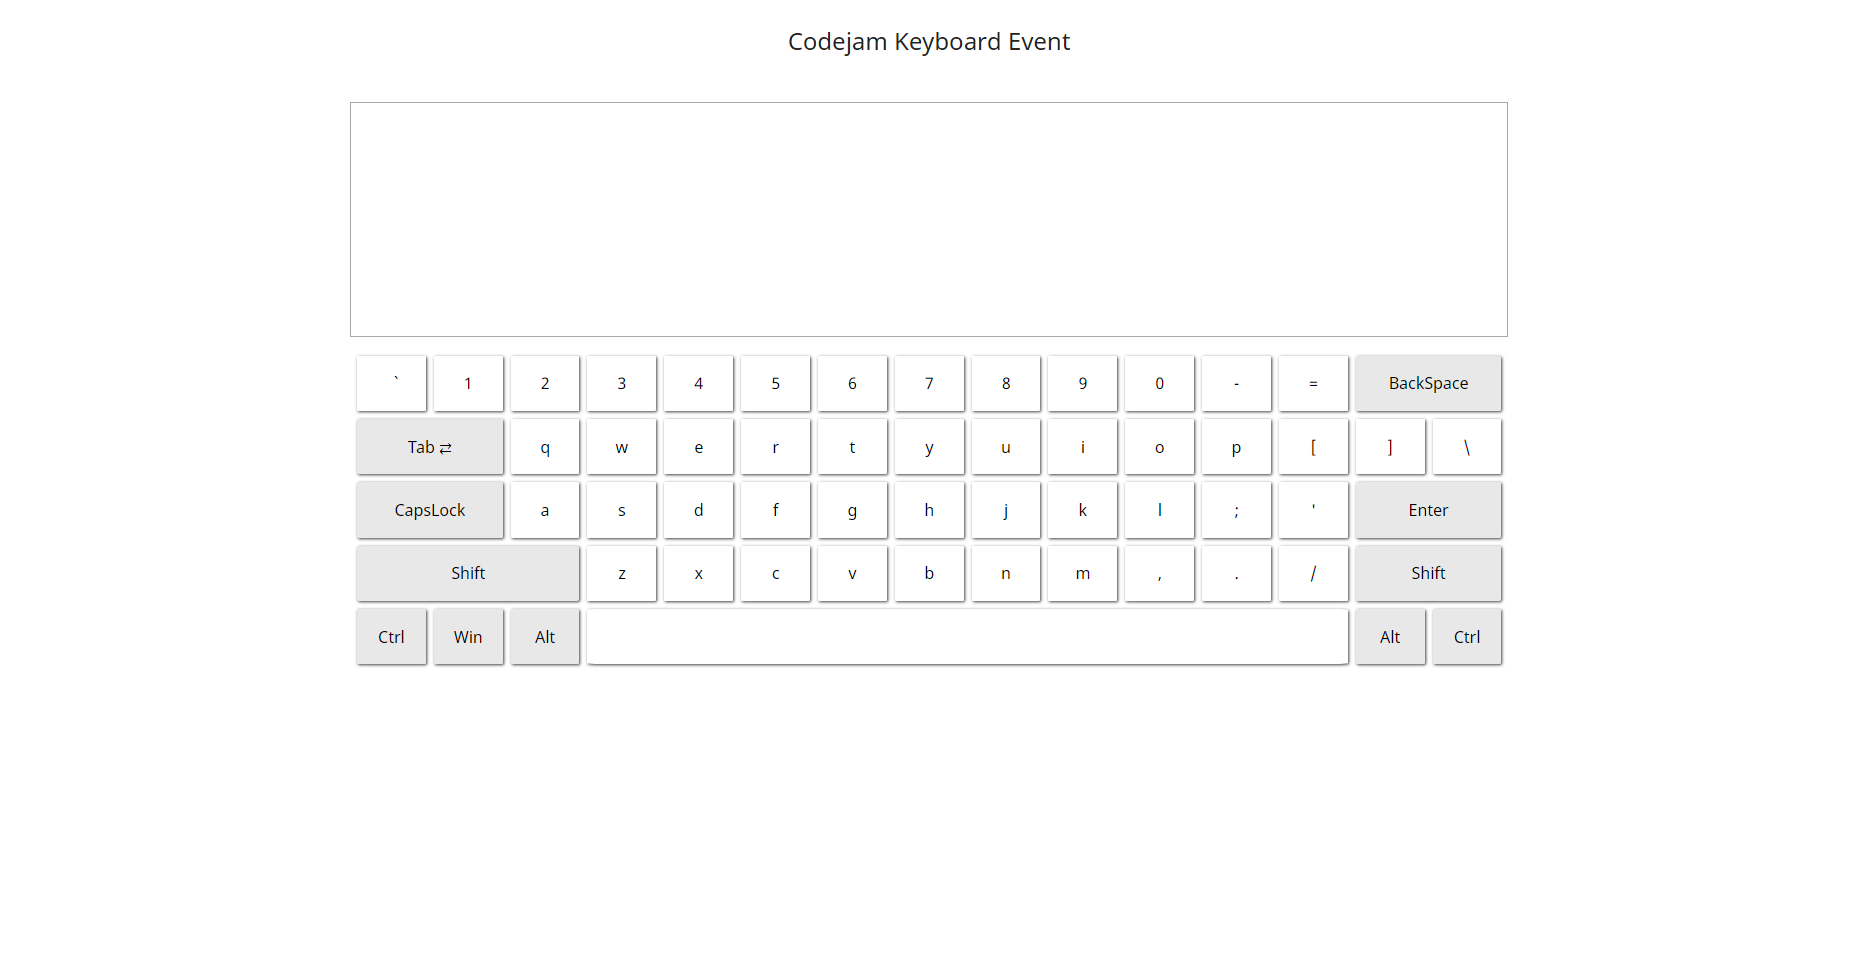 Codejam Keyboard Event
` 1 2 3 4 5 6 7 8 9 0 - = BackSpace
Tab ⇄ q w e r t y u i o p [ ] \
CapsLock a s d f g h j k l ; ' Enter
Shift z x c v b n m , . / Shift
Ctrl Win Alt Alt Ctrl